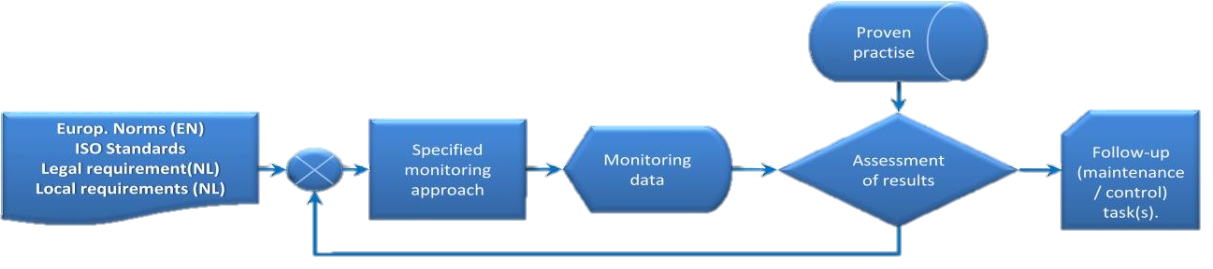 Europ. Norms (EN)
ISO Standards
Legal requirement(NL)
Local requirements (NL)
Specified
monitoring
approach
Monitoring
data
Proven
practise
Assessment
of results
Follow-up
(maintenance
/ control)
task(s).